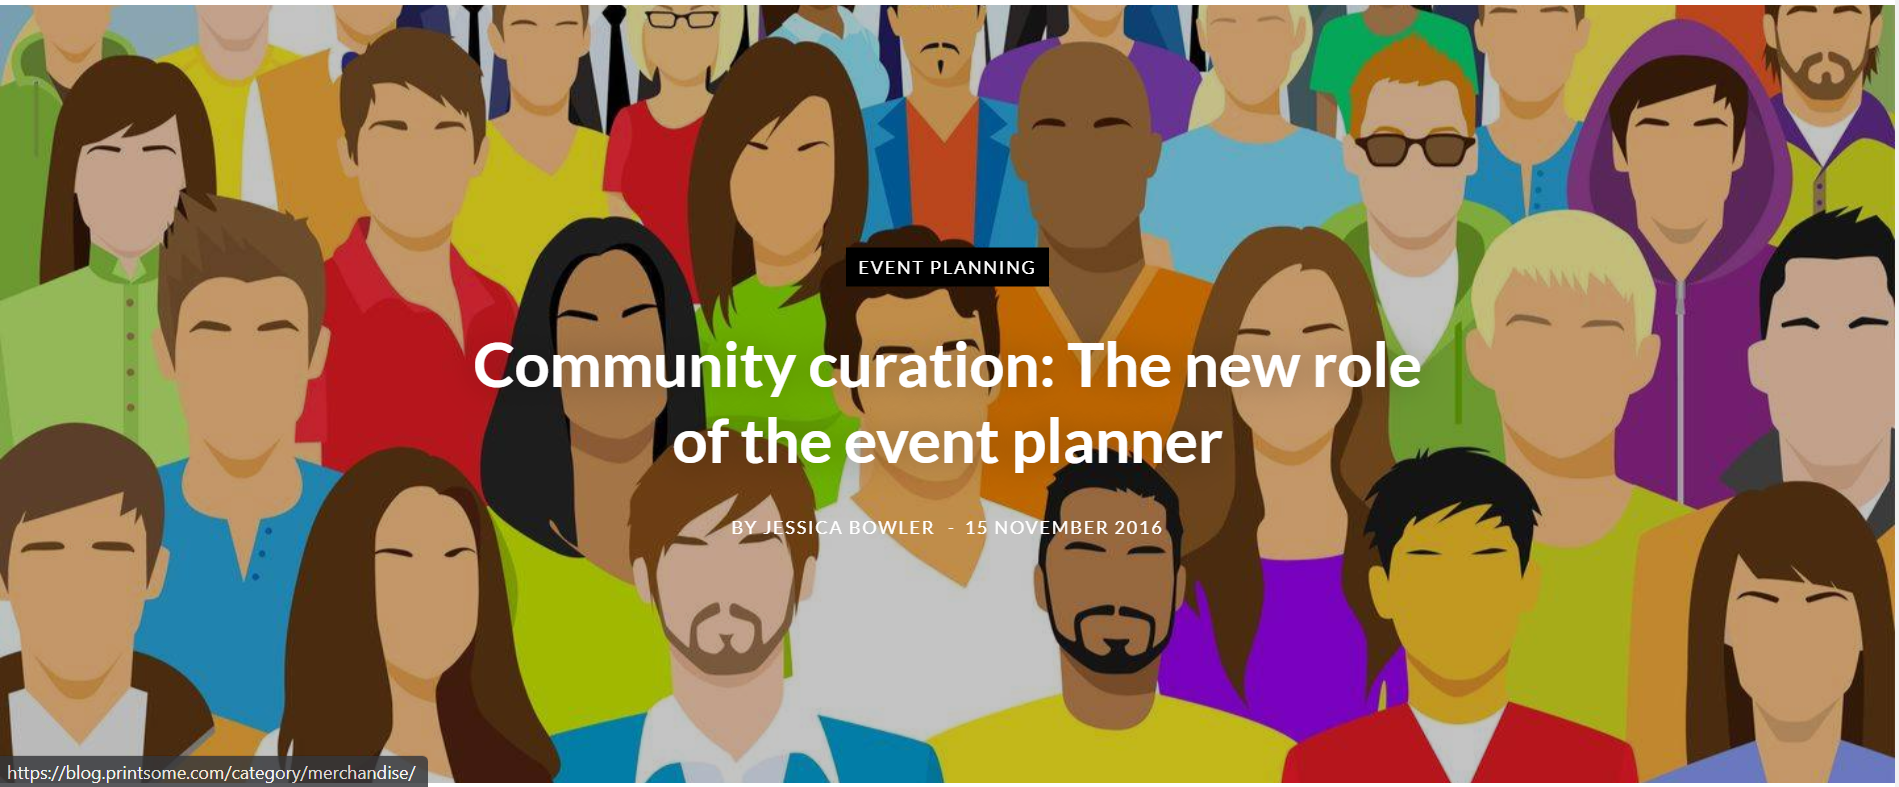 EVENT PLANNING
Community curation: The new role
of the event planner
BY JESSICA BOWLER - 15 NOVEMBER 2016
https://blog.printsome.com/category/merchandise/